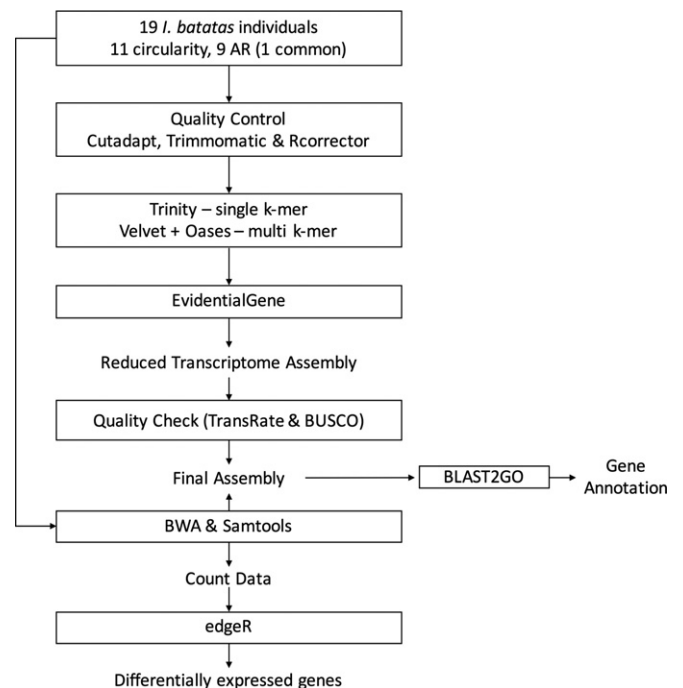 19 I. batatas individuals
11 circularity, 9 AR (1 common)
Quality Control
Cutadapt, Trimmomatic & Rcorrector
Trinity – single k-mer
Velvet + Oases – multi k-mer
EvidentialGene
Reduced Transcriptome Assembly
Quality Check (TransRate & BUSCO)
Final Assembly
BLAST2GO
Gene
Annotation
BWA & Samtools
Count Data
edgeR
Differentially expressed genes